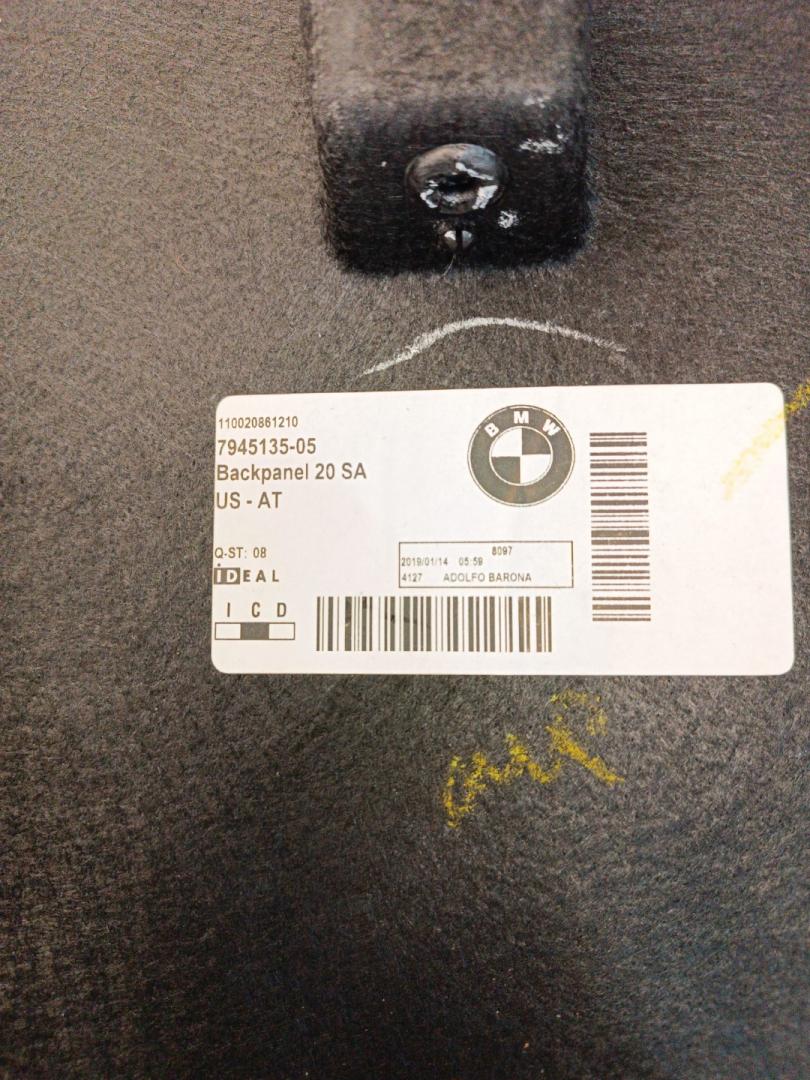 110020861210
7945135-05
Backpanel 20 SA
US - AT
BMW
Q-ST: 08
iDEAL
I C D
8097
2019/01/14 05:59
4127 ADOLFO BARONA